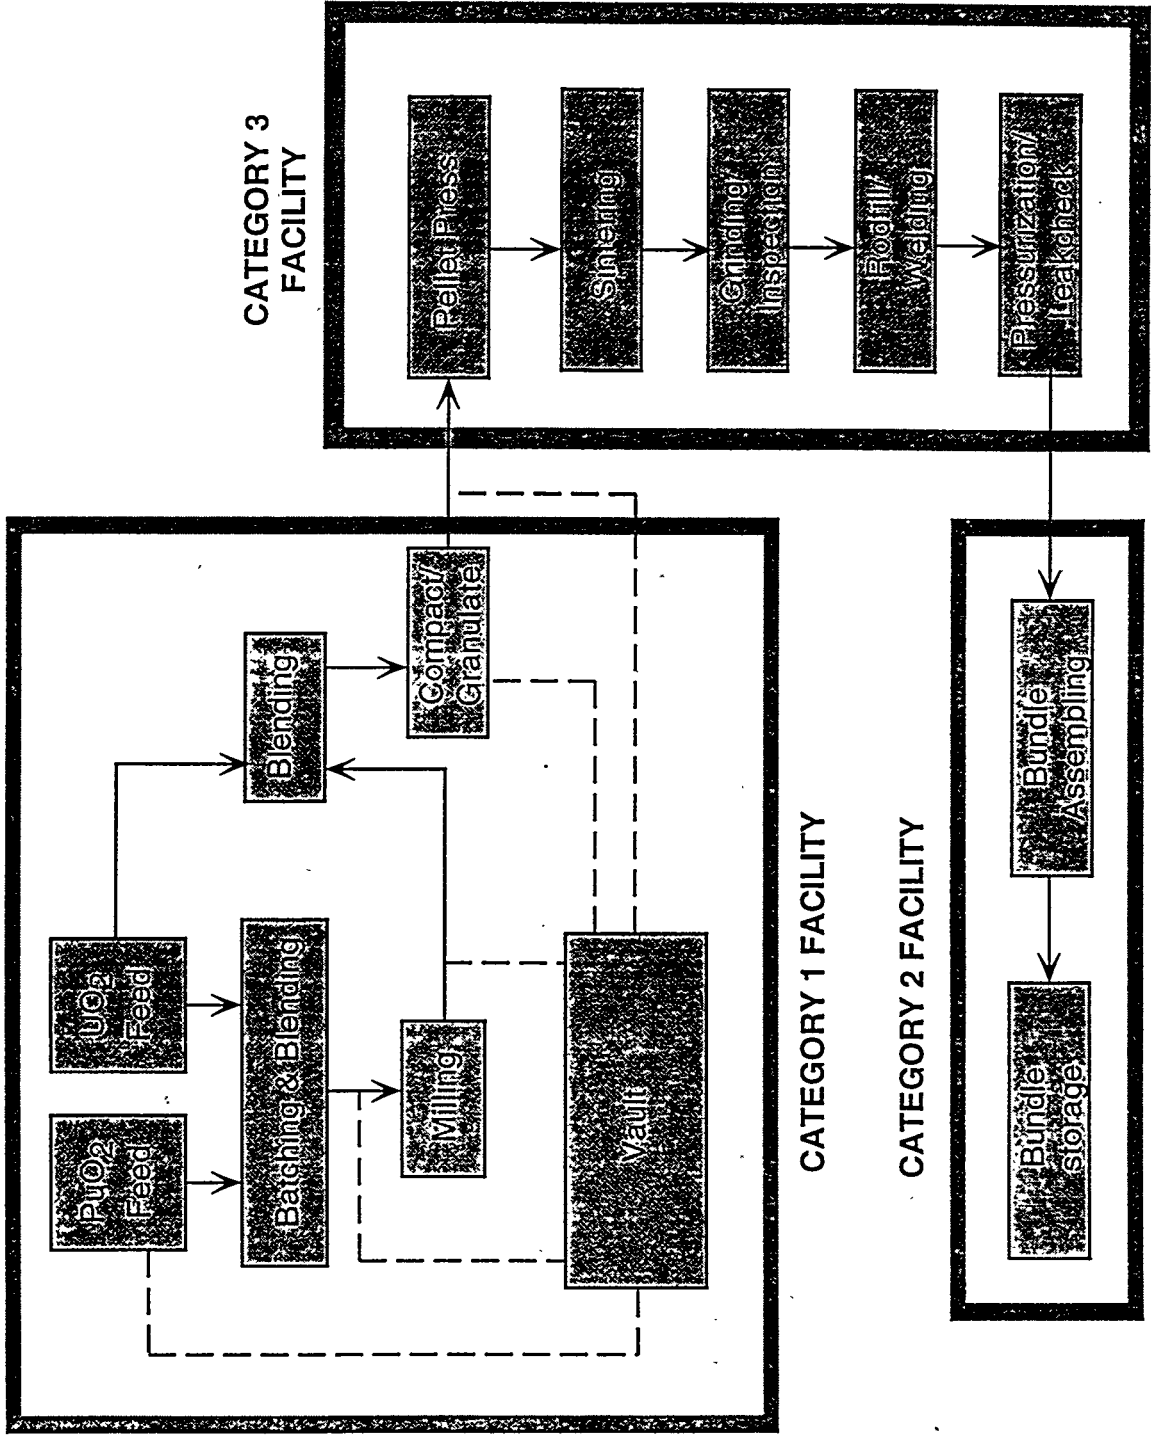 PuO2
Feed
UO2
Feed
Batching & Blending
Blending
Milling
Compact/
Granulate
Vault
CATEGORY 1 FACILITY
CATEGORY 3
FACILITY
Pellet Press
Sintering
Grinding/
Inspection
Rodfill/
Welding
Pressurization/
Leakcheck
CATEGORY 2 FACILITY
Bundle
storage
Bundle
Assembling